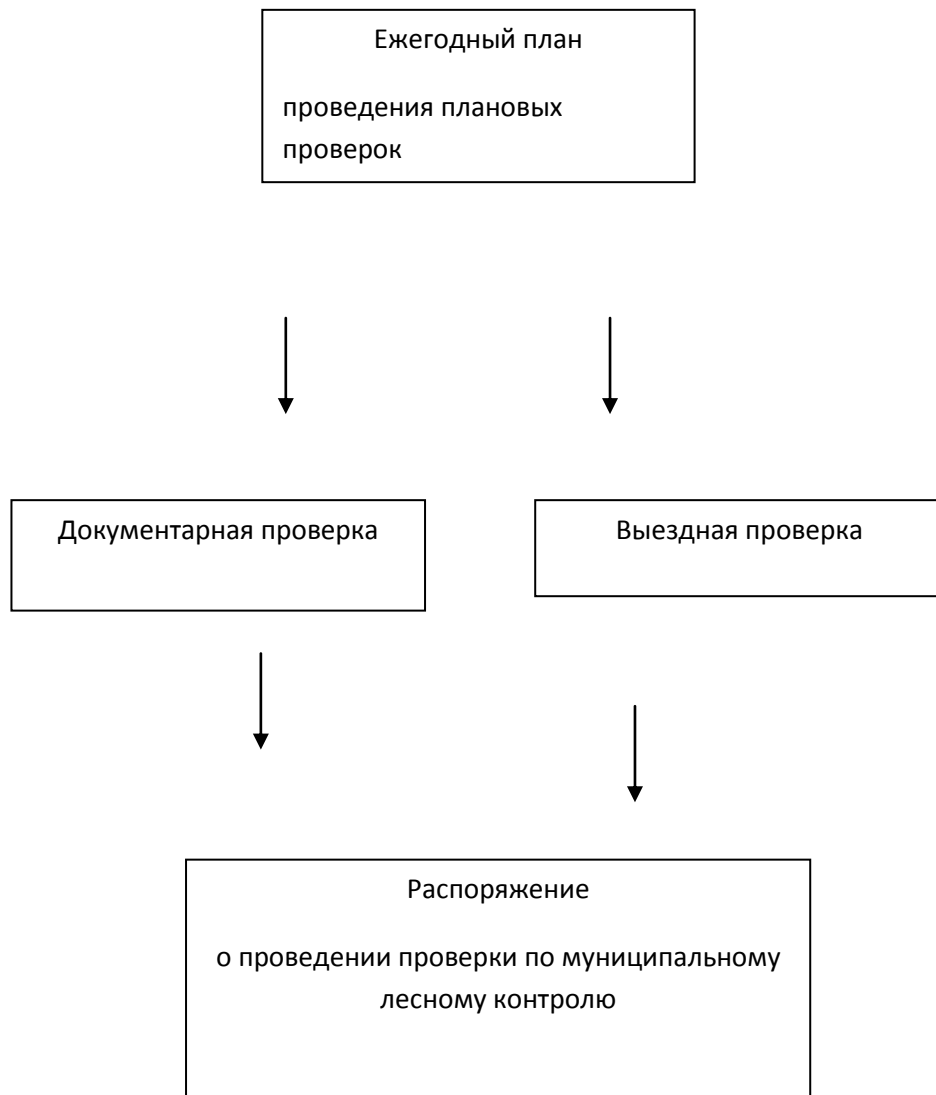 Ежегодный план
проведения плановых
проверок
Документарная проверка
Выездная проверка
Распоряжение
о проведении проверки по муниципальному
лесному контролю